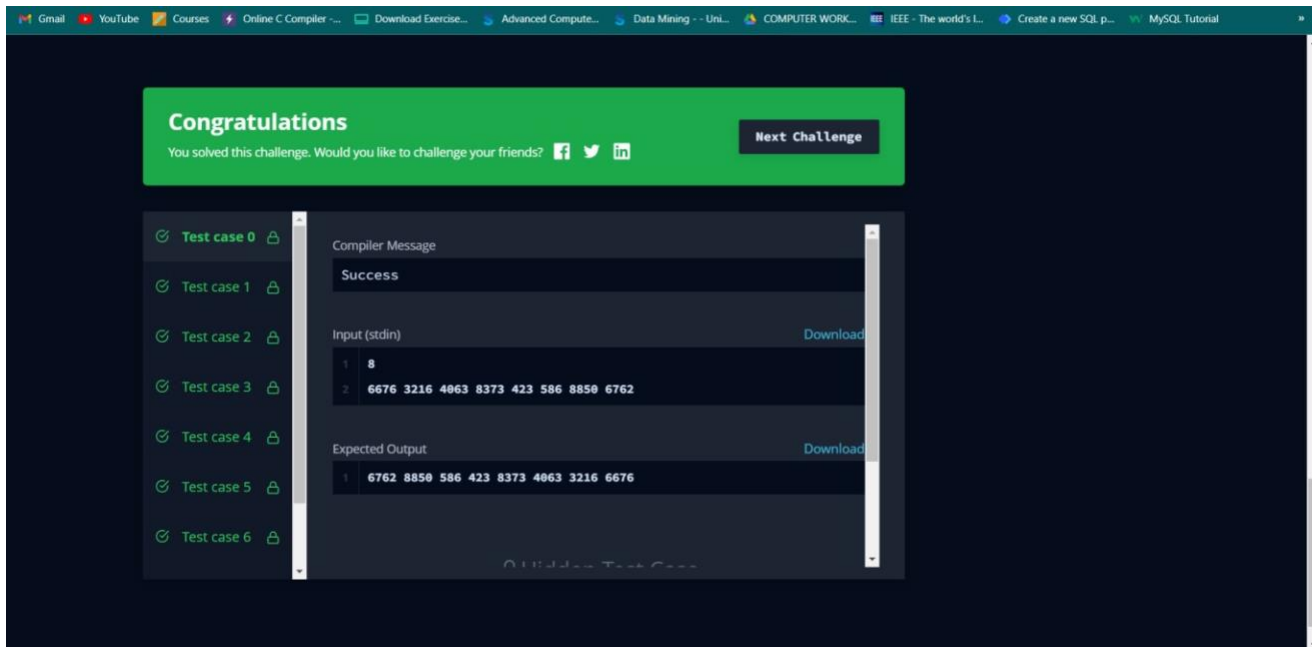 Gmail YouTube Courses Online C Compiler -... Download Exercise... Advanced Compute... Data Mining - - Uni... COMPUTER WORK... IEEE - The world's l... Create a new SQL p... MySQL Tutorial »
Congratulations
You solved this challenge. Would you like to challenge your friends?
Next Challenge
Test case 0
Test case 1
Test case 2
Test case 3
Test case 4
Test case 5
Test case 6
Compiler Message
Success
Input (stdin)
Download
1 8
2 6676 3216 4063 8373 423 586 8850 6762
Expected Output
Download
1 6762 8850 586 423 8373 4063 3216 6676
Hidden Test Case